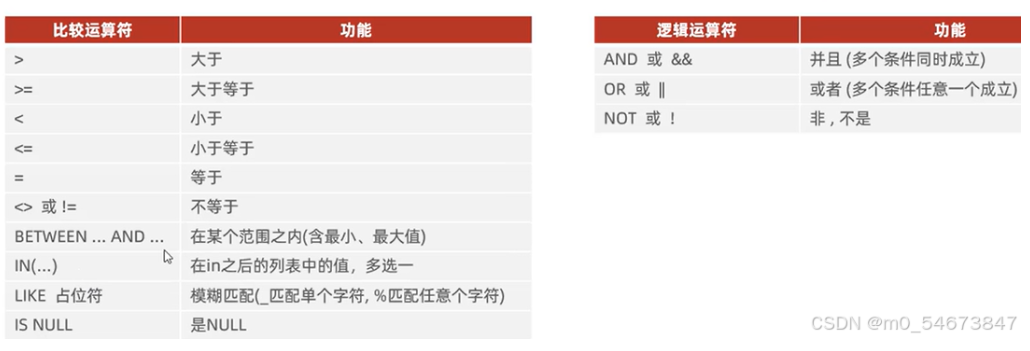 比较运算符 功能
> 大于
>= 大于等于
< 小于
<= 小于等于
= 等于
<> 或 != 不等于
BETWEEN ... AND ... 在某个范围之内(含最小、最大值)
IN(...) 在in之后的列表中的值，多选一
LIKE 占位符 模糊匹配(_匹配单个字符, %匹配任意个字符)
IS NULL 是NULL
逻辑运算符 功能
AND 或 && 并且 (多个条件同时成立)
OR 或 || 或者 (多个条件任意一个成立)
NOT 或 ! 非 , 不是
CSDN @m0_54673847